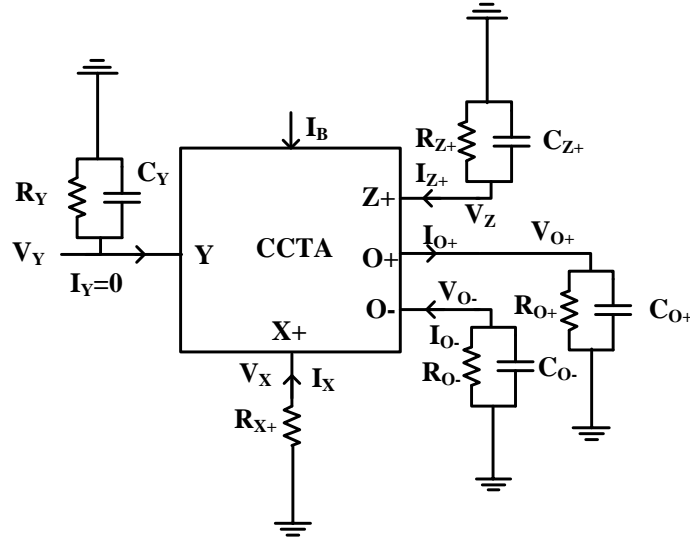 I_B
R_Z+
C_Z+
C_Y
R_Y
I_Z+
Z+
V_Z
V_Y
Y
CCTA
I_O+
V_O+
O+
I_Y=0
V_O-
O-
R_O+
C_O+
X+
I_O-
V_X
I_X
R_O-
C_O-
R_X+